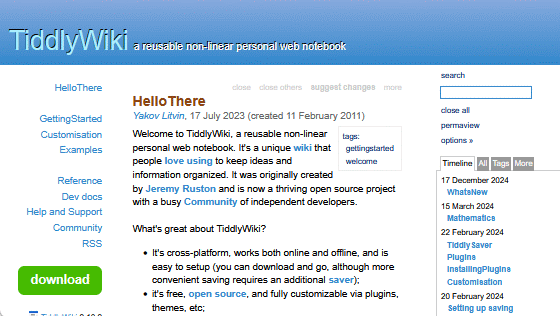 TiddlyWiki a reusable non-linear personal web notebook
HelloThere
GettingStarted
Customisation
Examples
Reference
Dev docs
Help and Support
Community
RSS
download
close close others suggest changes more
HelloThere
Yakov Litvin, 17 July 2023 (created 11 February 2011)
tags:
gettingstarted
welcome
Welcome to TiddlyWiki, a reusable non-linear
personal web notebook. It's a unique wiki that
people love using to keep ideas and
information organized. It was originally created
by Jeremy Ruston and is now a thriving open source project
with a busy Community of independent developers.
What's great about TiddlyWiki?
• It's cross-platform, works both online and offline, and is
easy to setup (you can download and go, although more
convenient saving requires an additional saver);
• it's free, open source, and fully customizable via plugins,
themes, etc;
search
close all
permaview
options »
Timeline All Tags More
17 December 2024
WhatsNew
15 March 2024
Mathematics
22 February 2024
TiddlySaver
Plugins
InstallingPlugins
Customisation
20 February 2024
Setting up saving